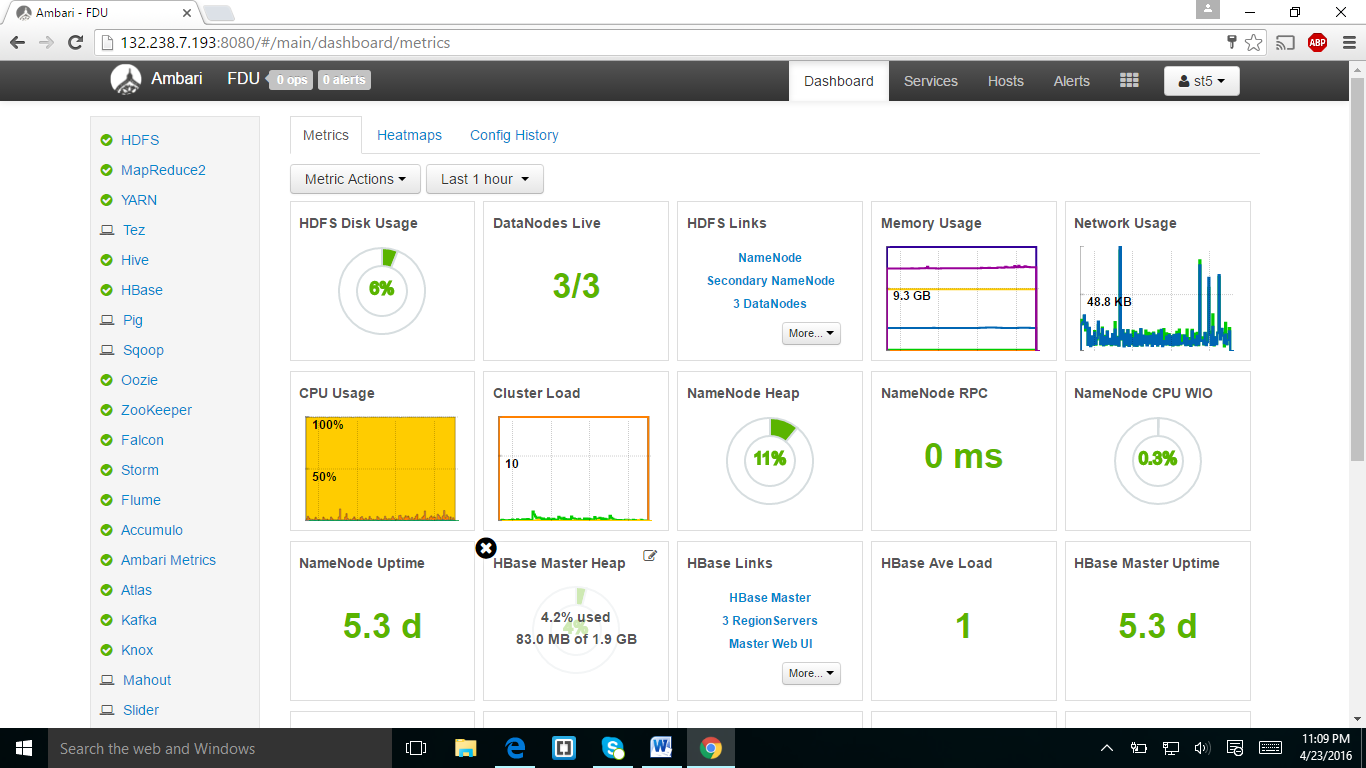 Ambari - FDU
132.238.7.193:8080/#/main/dashboard/metrics
ABP
Ambari FDU 0 ops 0 alerts Dashboard Services Hosts Alerts st5
HDFS
MapReduce2
YARN
Tez
Hive
HBase
Pig
Sqoop
Oozie
ZooKeeper
Falcon
Storm
Flume
Accumulo
Ambari Metrics
Atlas
Kafka
Knox
Mahout
Slider
Metrics Heatmaps Config History
Metric Actions Last 1 hour
HDFS Disk Usage
6%
DataNodes Live
3/3
HDFS Links
NameNode
Secondary NameNode
3 DataNodes
More...
Memory Usage
9.3 GB
Network Usage
48.8 KB
CPU Usage
100%
50%
Cluster Load
10
NameNode Heap
11%
NameNode RPC
0 ms
NameNode CPU WIO
0.3%
NameNode Uptime
5.3 d
HBase Master Heap
4.2% used
4%
83.0 MB of 1.9 GB
HBase Links
HBase Master
3 RegionServers
Master Web UI
More...
HBase Ave Load
1
HBase Master Uptime
5.3 d
Search the web and Windows
11:09 PM
4/23/2016